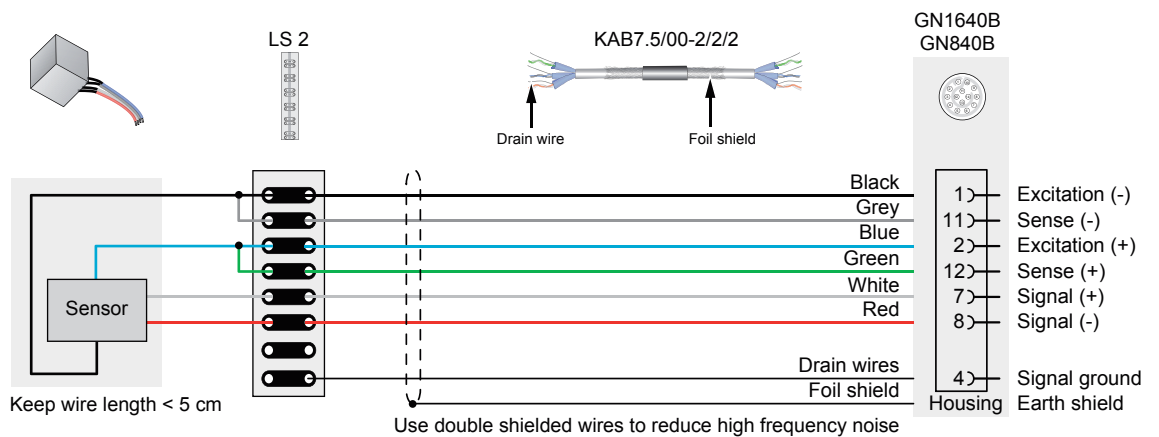 GN1640B
LS 2
KAB7.5/00-2/2/2
GN840B
Drain wire
Foil shield
Black
1
Excitation (-)
Grey
11
Sense (-)
Blue
2
Excitation (+)
Green
12
Sense (+)
White
7
Signal (+)
Sensor
Red
8
Signal (-)
Drain wires
4
Signal ground
Foil shield
Housing
Earth shield
Keep wire length < 5 cm
Use double shielded wires to reduce high frequency noise